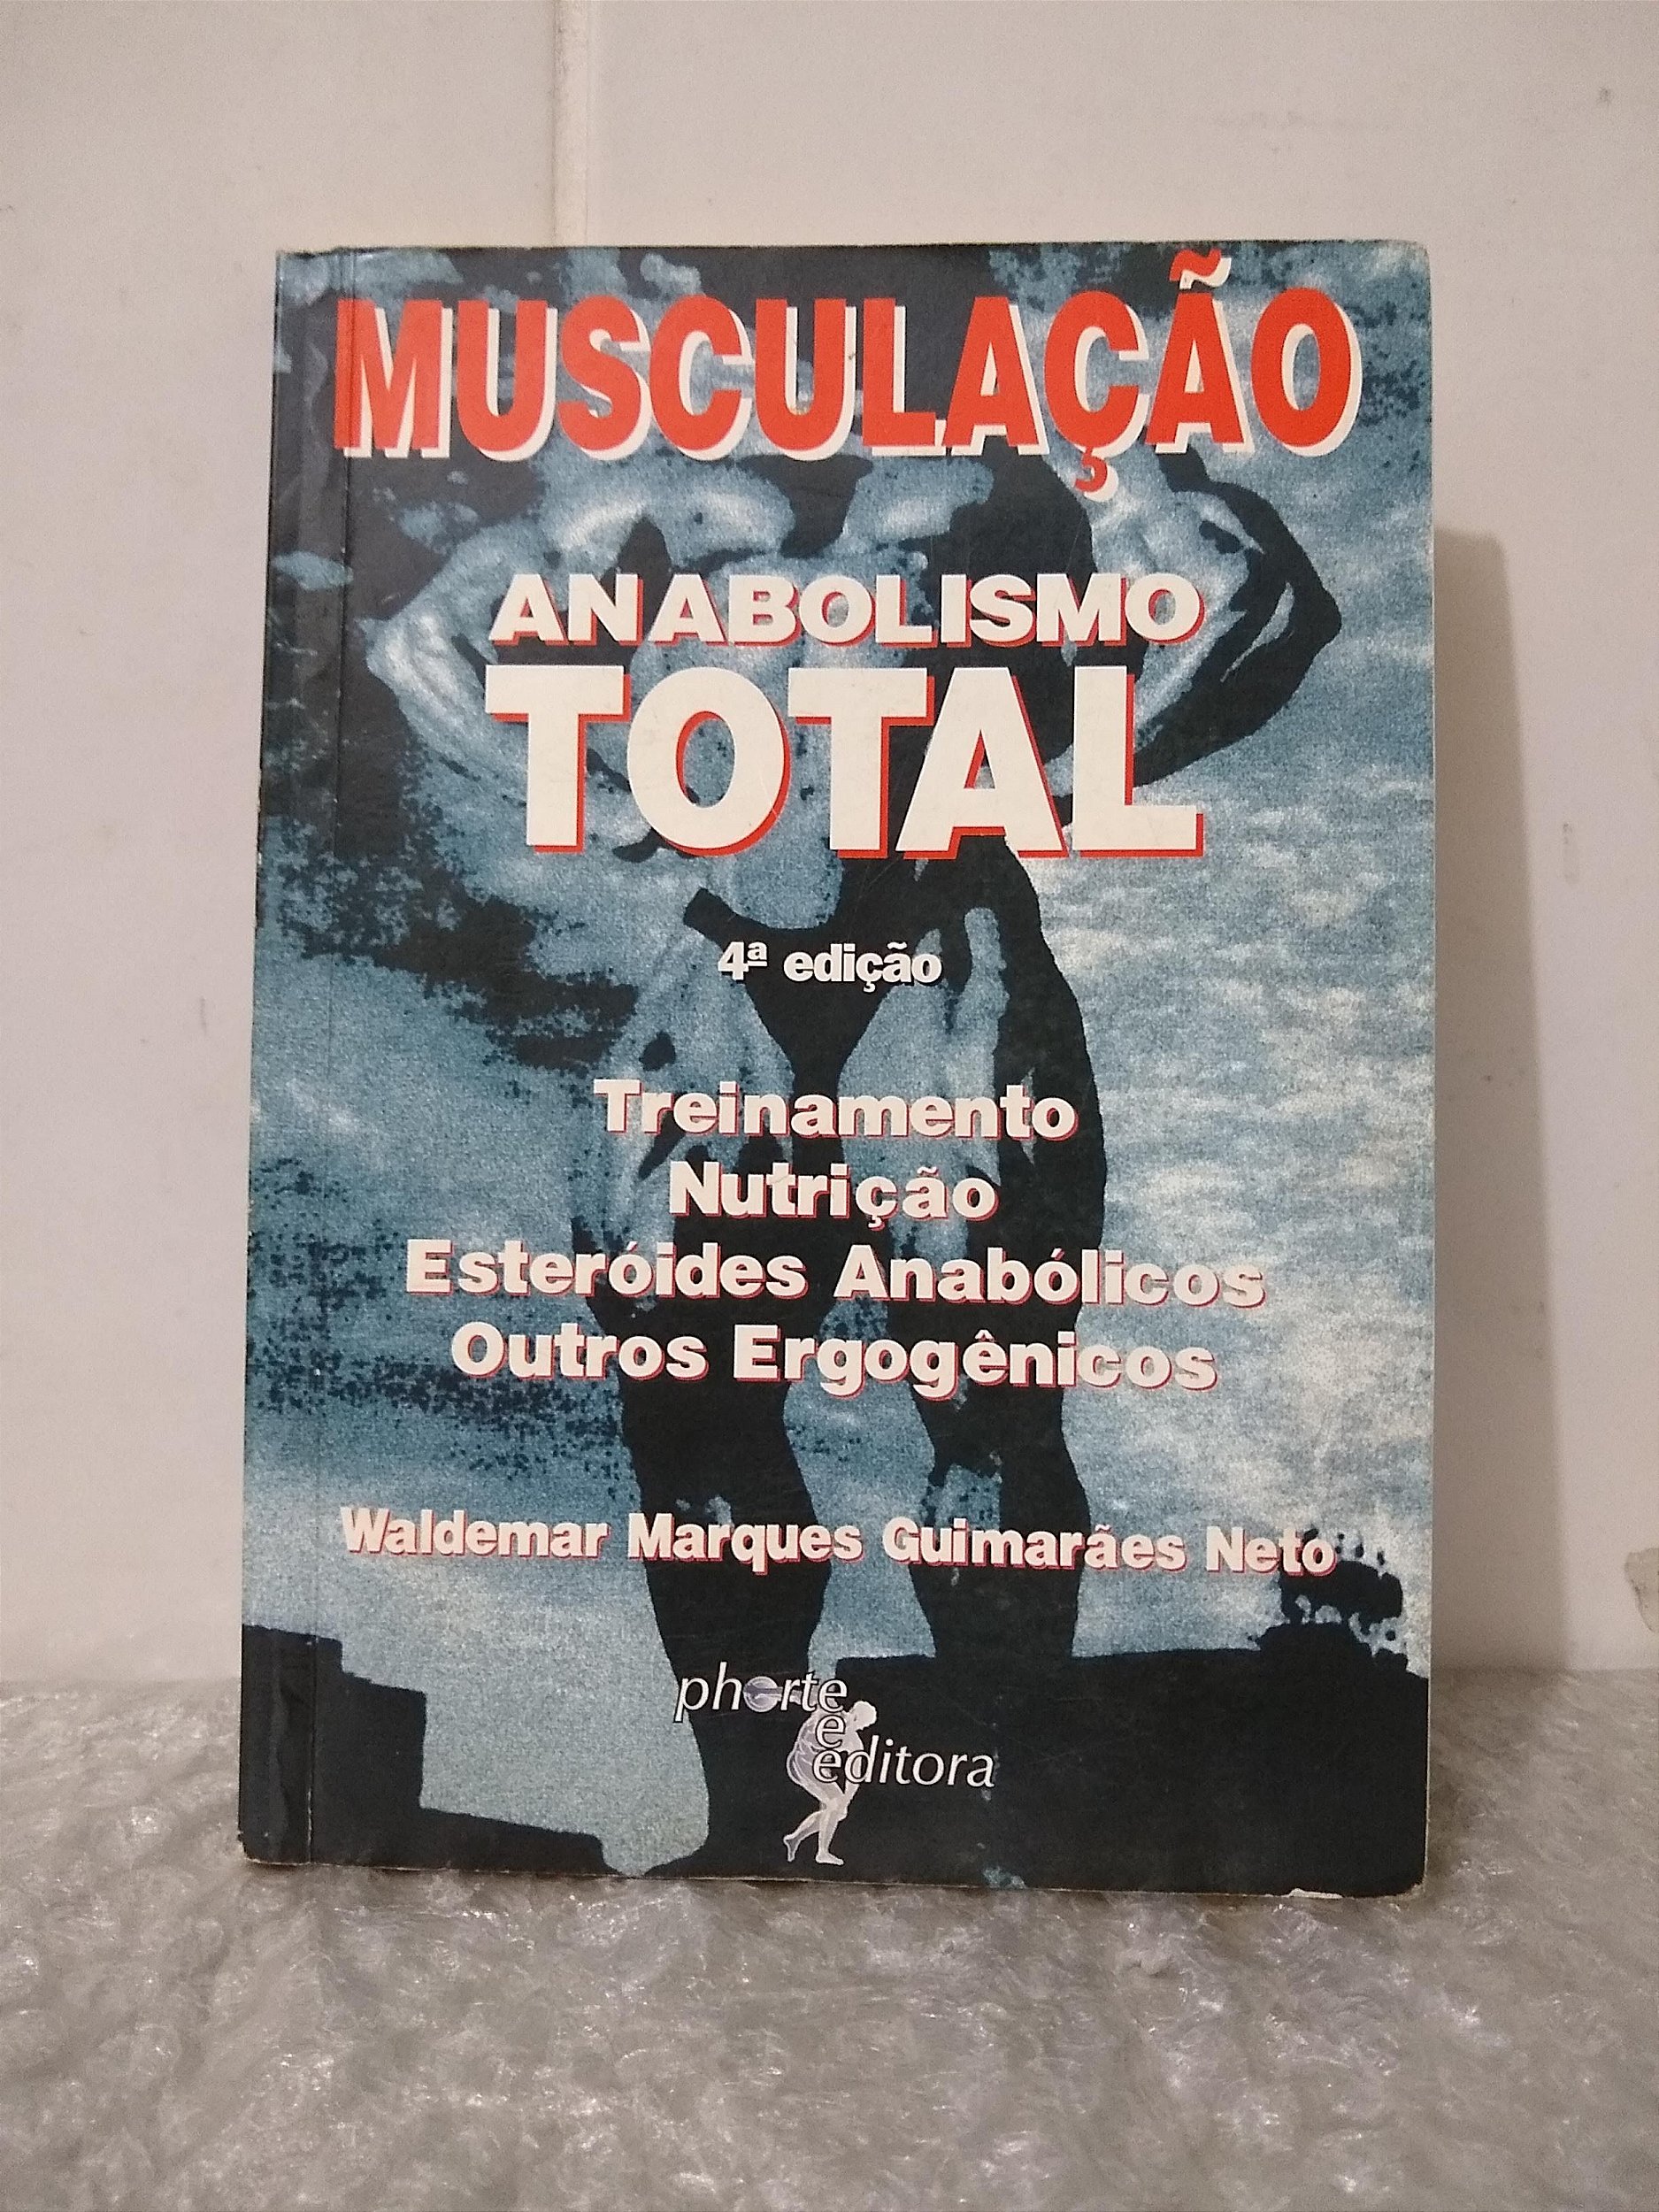 MUSCULAÇÃO
ANABOLISMO
TOTAL
4ª edição
Treinamento
Nutrição
Esteróides Anabólicos
Outros Ergogênicos
Waldemar Marques Guimarães Neto
phorte
e
editora